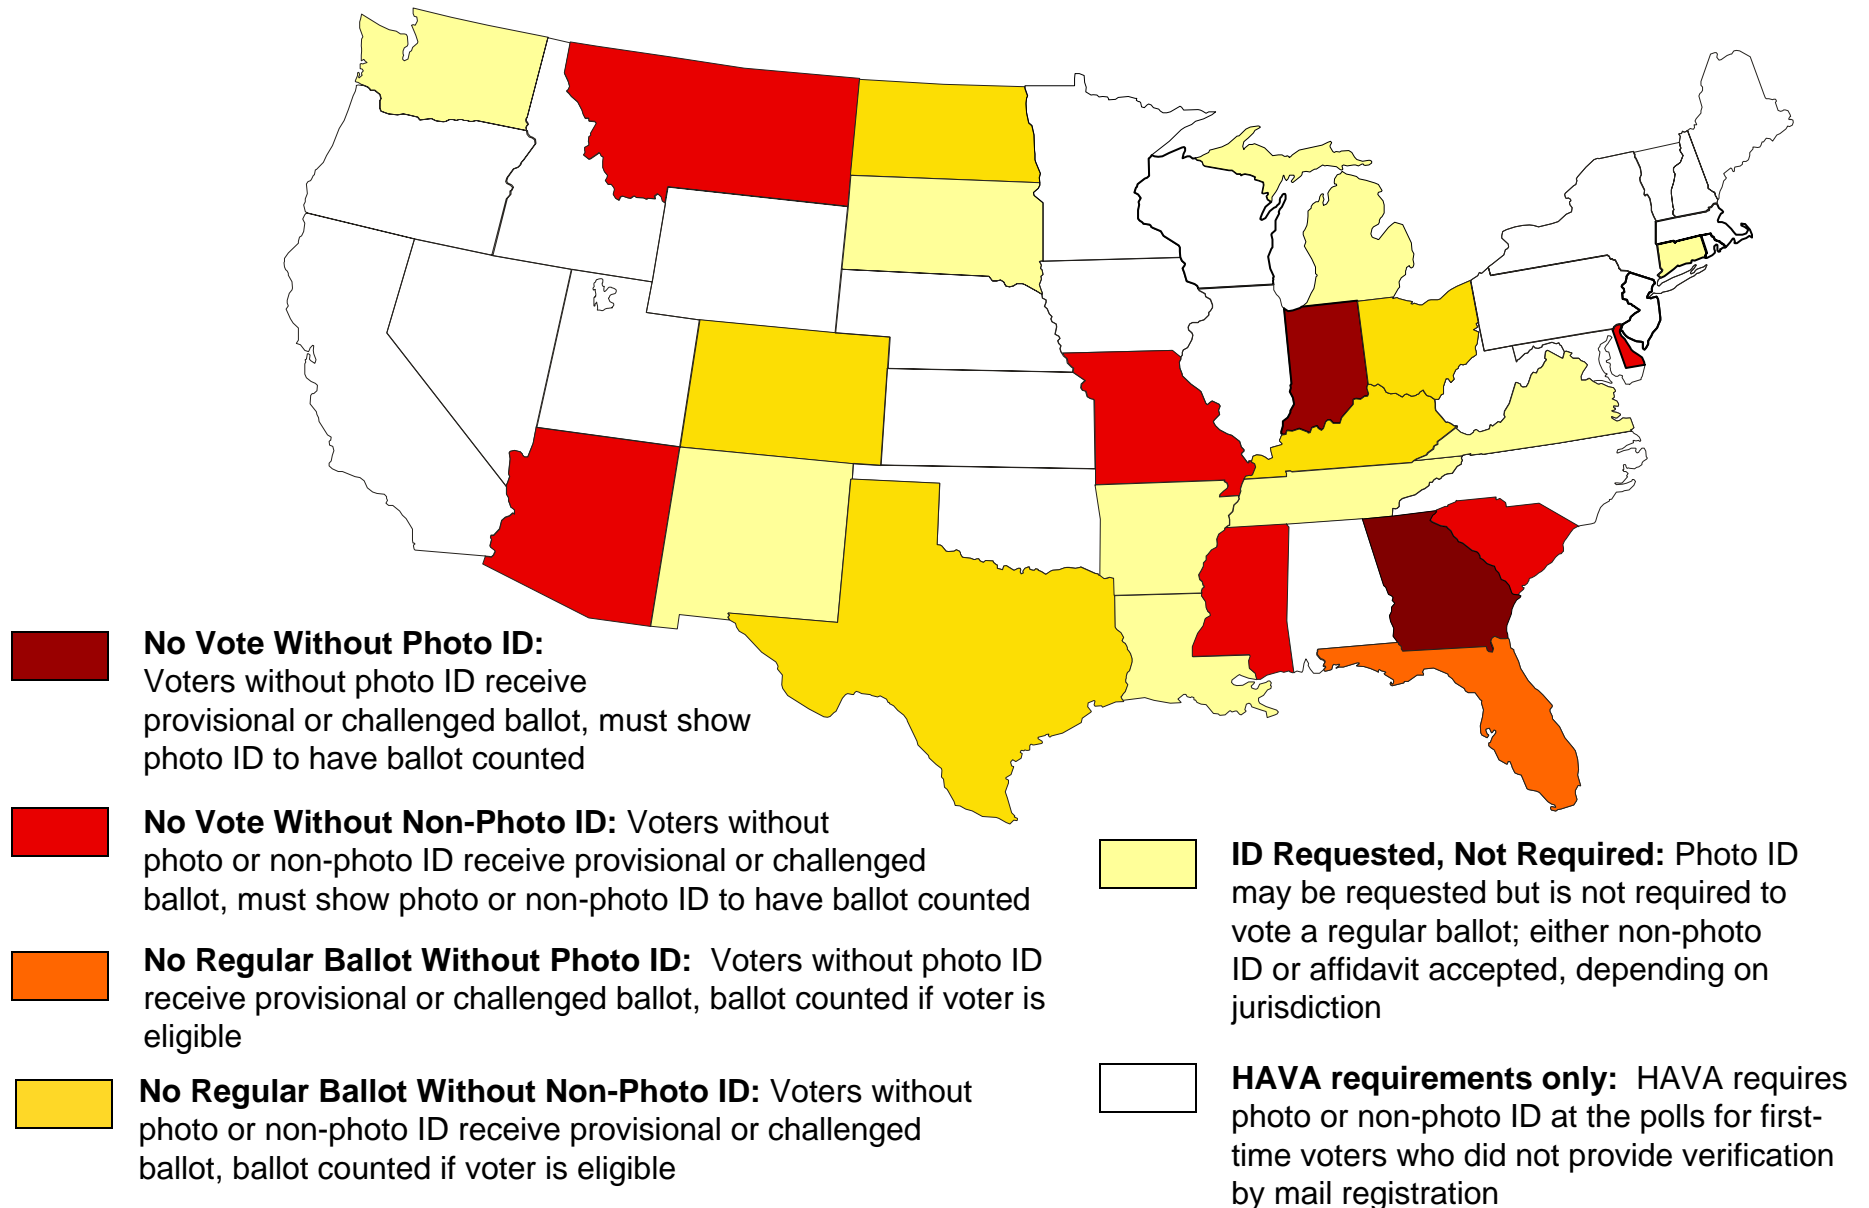 No Vote Without Photo ID:
Voters without photo ID receive
provisional or challenged ballot, must show
photo ID to have ballot counted
No Vote Without Non-Photo ID: Voters without
photo or non-photo ID receive provisional or challenged
ballot, must show photo or non-photo ID to have ballot counted
No Regular Ballot Without Photo ID: Voters without photo ID
receive provisional or challenged ballot, ballot counted if voter is
eligible
No Regular Ballot Without Non-Photo ID: Voters without
photo or non-photo ID receive provisional or challenged
ballot, ballot counted if voter is eligible
ID Requested, Not Required: Photo ID
may be requested but is not required to
vote a regular ballot; either non-photo
ID or affidavit accepted, depending on
jurisdiction
HAVA requirements only: HAVA requires
photo or non-photo ID at the polls for first-
time voters who did not provide verification
by mail registration